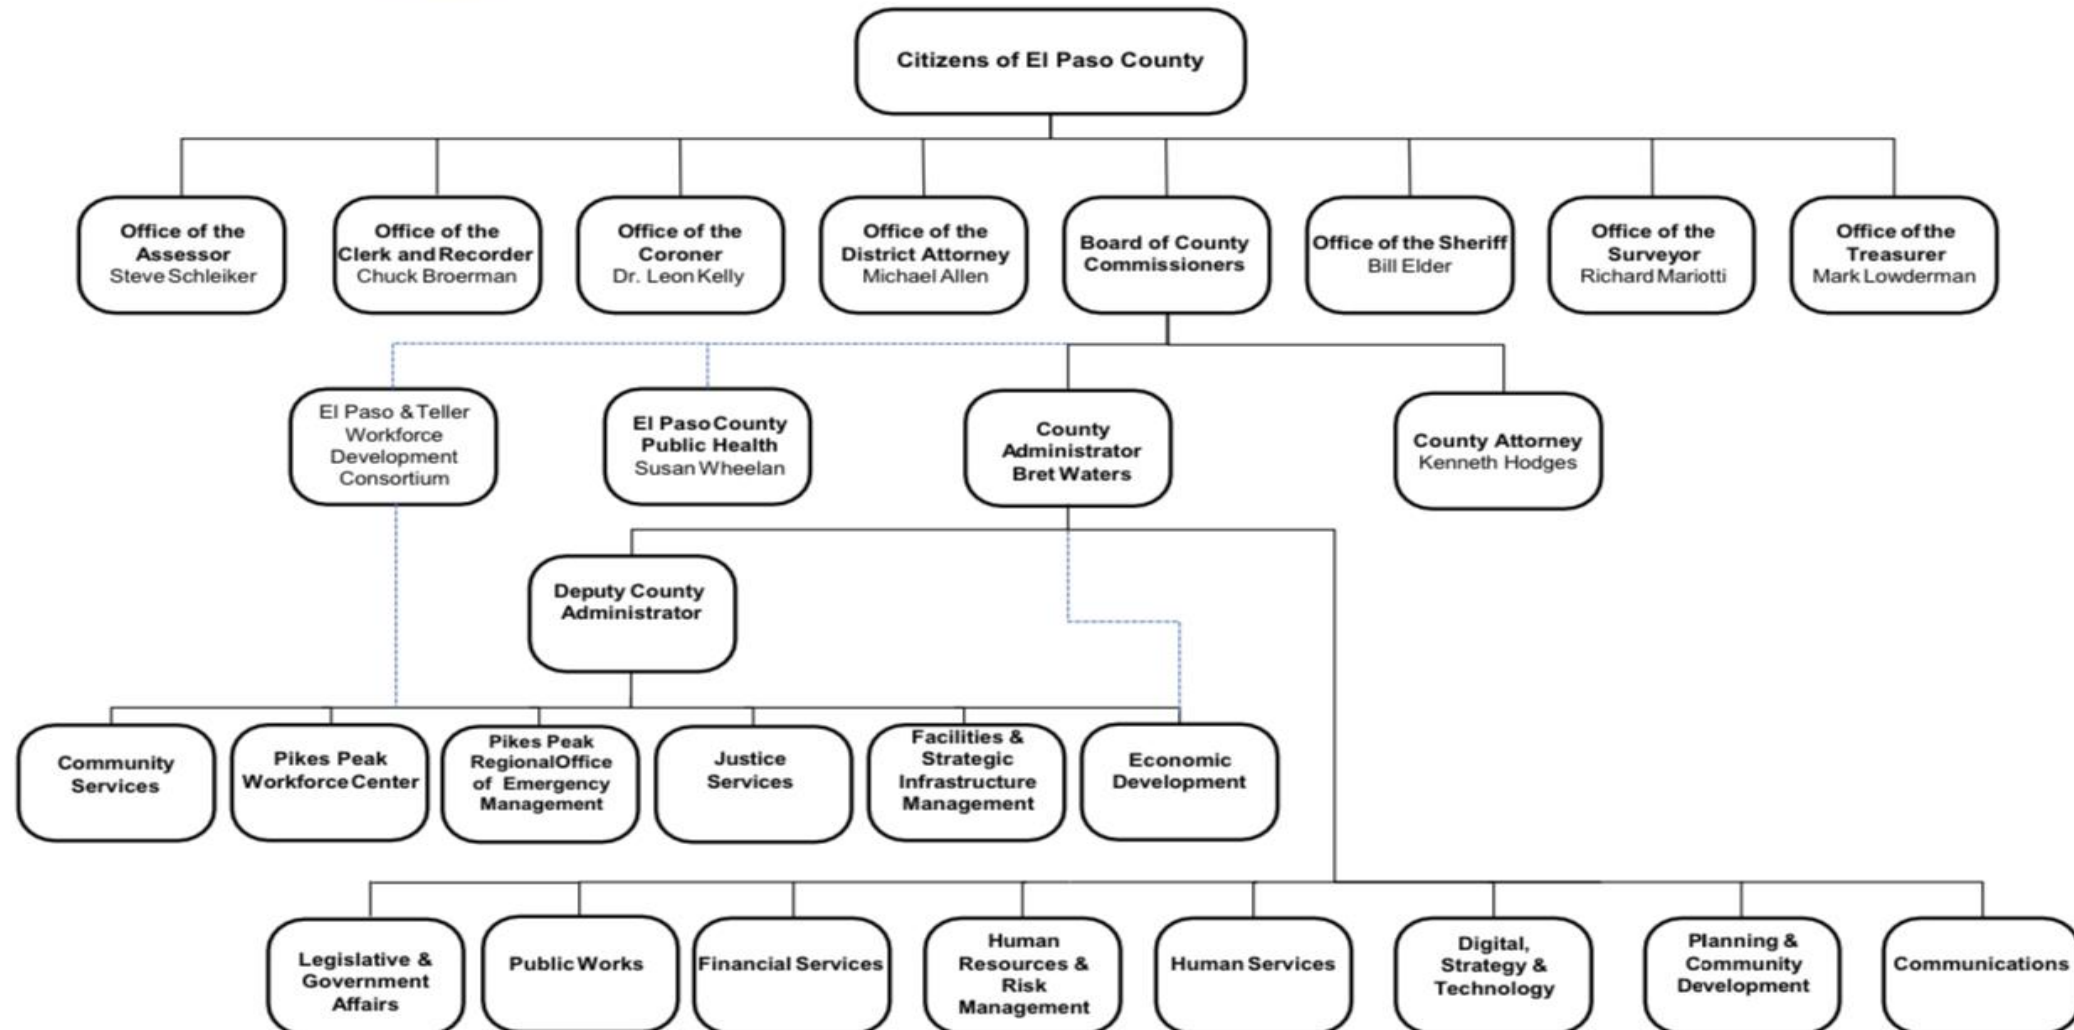 Citizens of El Paso County
Office of the
Assessor
Steve Schleiker
Office of the
Clerk and Recorder
Chuck Broerman
Office of the
Coroner
Dr. Leon Kelly
Office of the
District Attorney
Michael Allen
Board of County
Commissioners
Office of the Sheriff
Bill Elder
Office of the
Surveyor
Richard Mariotti
Office of the
Treasurer
Mark Lowderman
El Paso & Teller
Workforce
Development
Consortium
El Paso County
Public Health
Susan Wheelan
County
Administrator
Bret Waters
County Attorney
Kenneth Hodges
Deputy County
Administrator
Community
Services
Pikes Peak
Workforce Center
Pikes Peak
Regional Office
of Emergency
Management
Justice
Services
Facilities &
Strategic
Infrastructure
Management
Economic
Development
Legislative &
Government
Affairs
Public Works
Financial Services
Human
Resources &
Risk
Management
Human Services
Digital,
Strategy &
Technology
Planning &
Community
Development
Communications